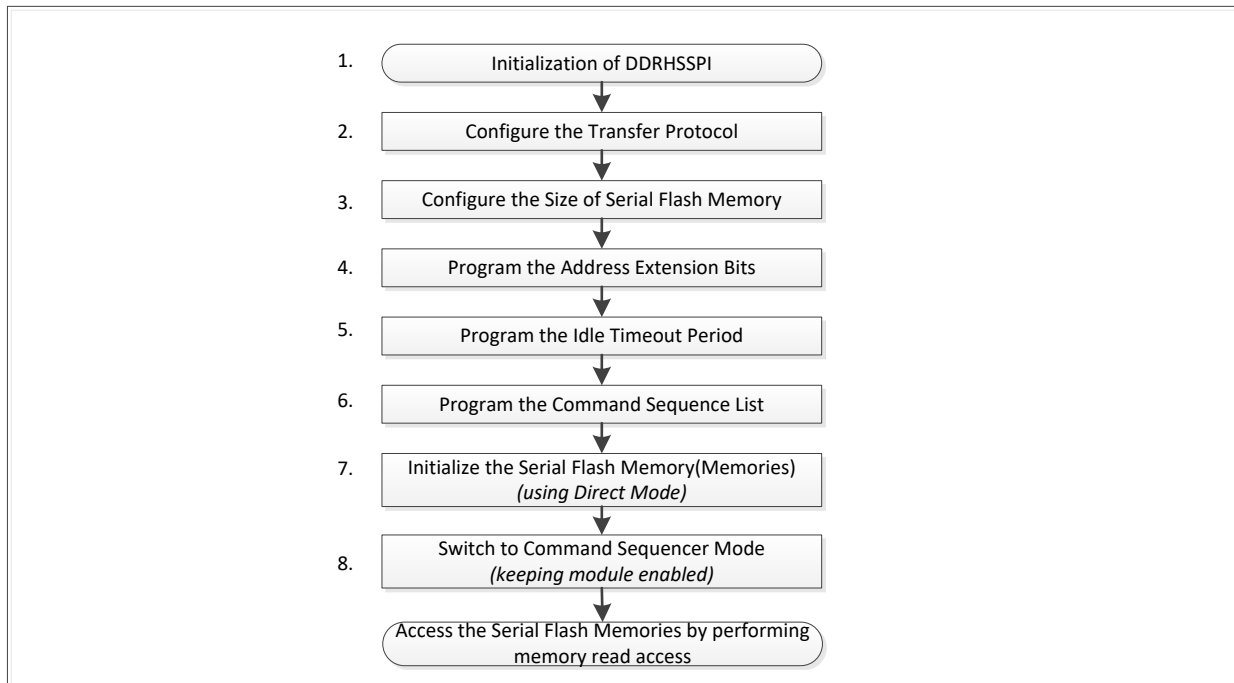 1. Initialization of DDRHSSPI
2. Configure the Transfer Protocol
3. Configure the Size of Serial Flash Memory
4. Program the Address Extension Bits
5. Program the Idle Timeout Period
6. Program the Command Sequence List
7. Initialize the Serial Flash Memory(Memories)
(using Direct Mode)
8. Switch to Command Sequencer Mode
(keeping module enabled)
Access the Serial Flash Memories by performing
memory read access